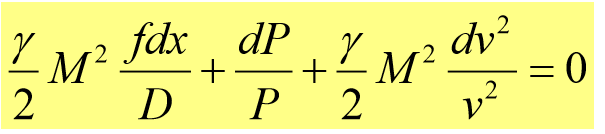 γ/2 M² fdx/D + dP/P + γ/2 M² dv²/v² = 0